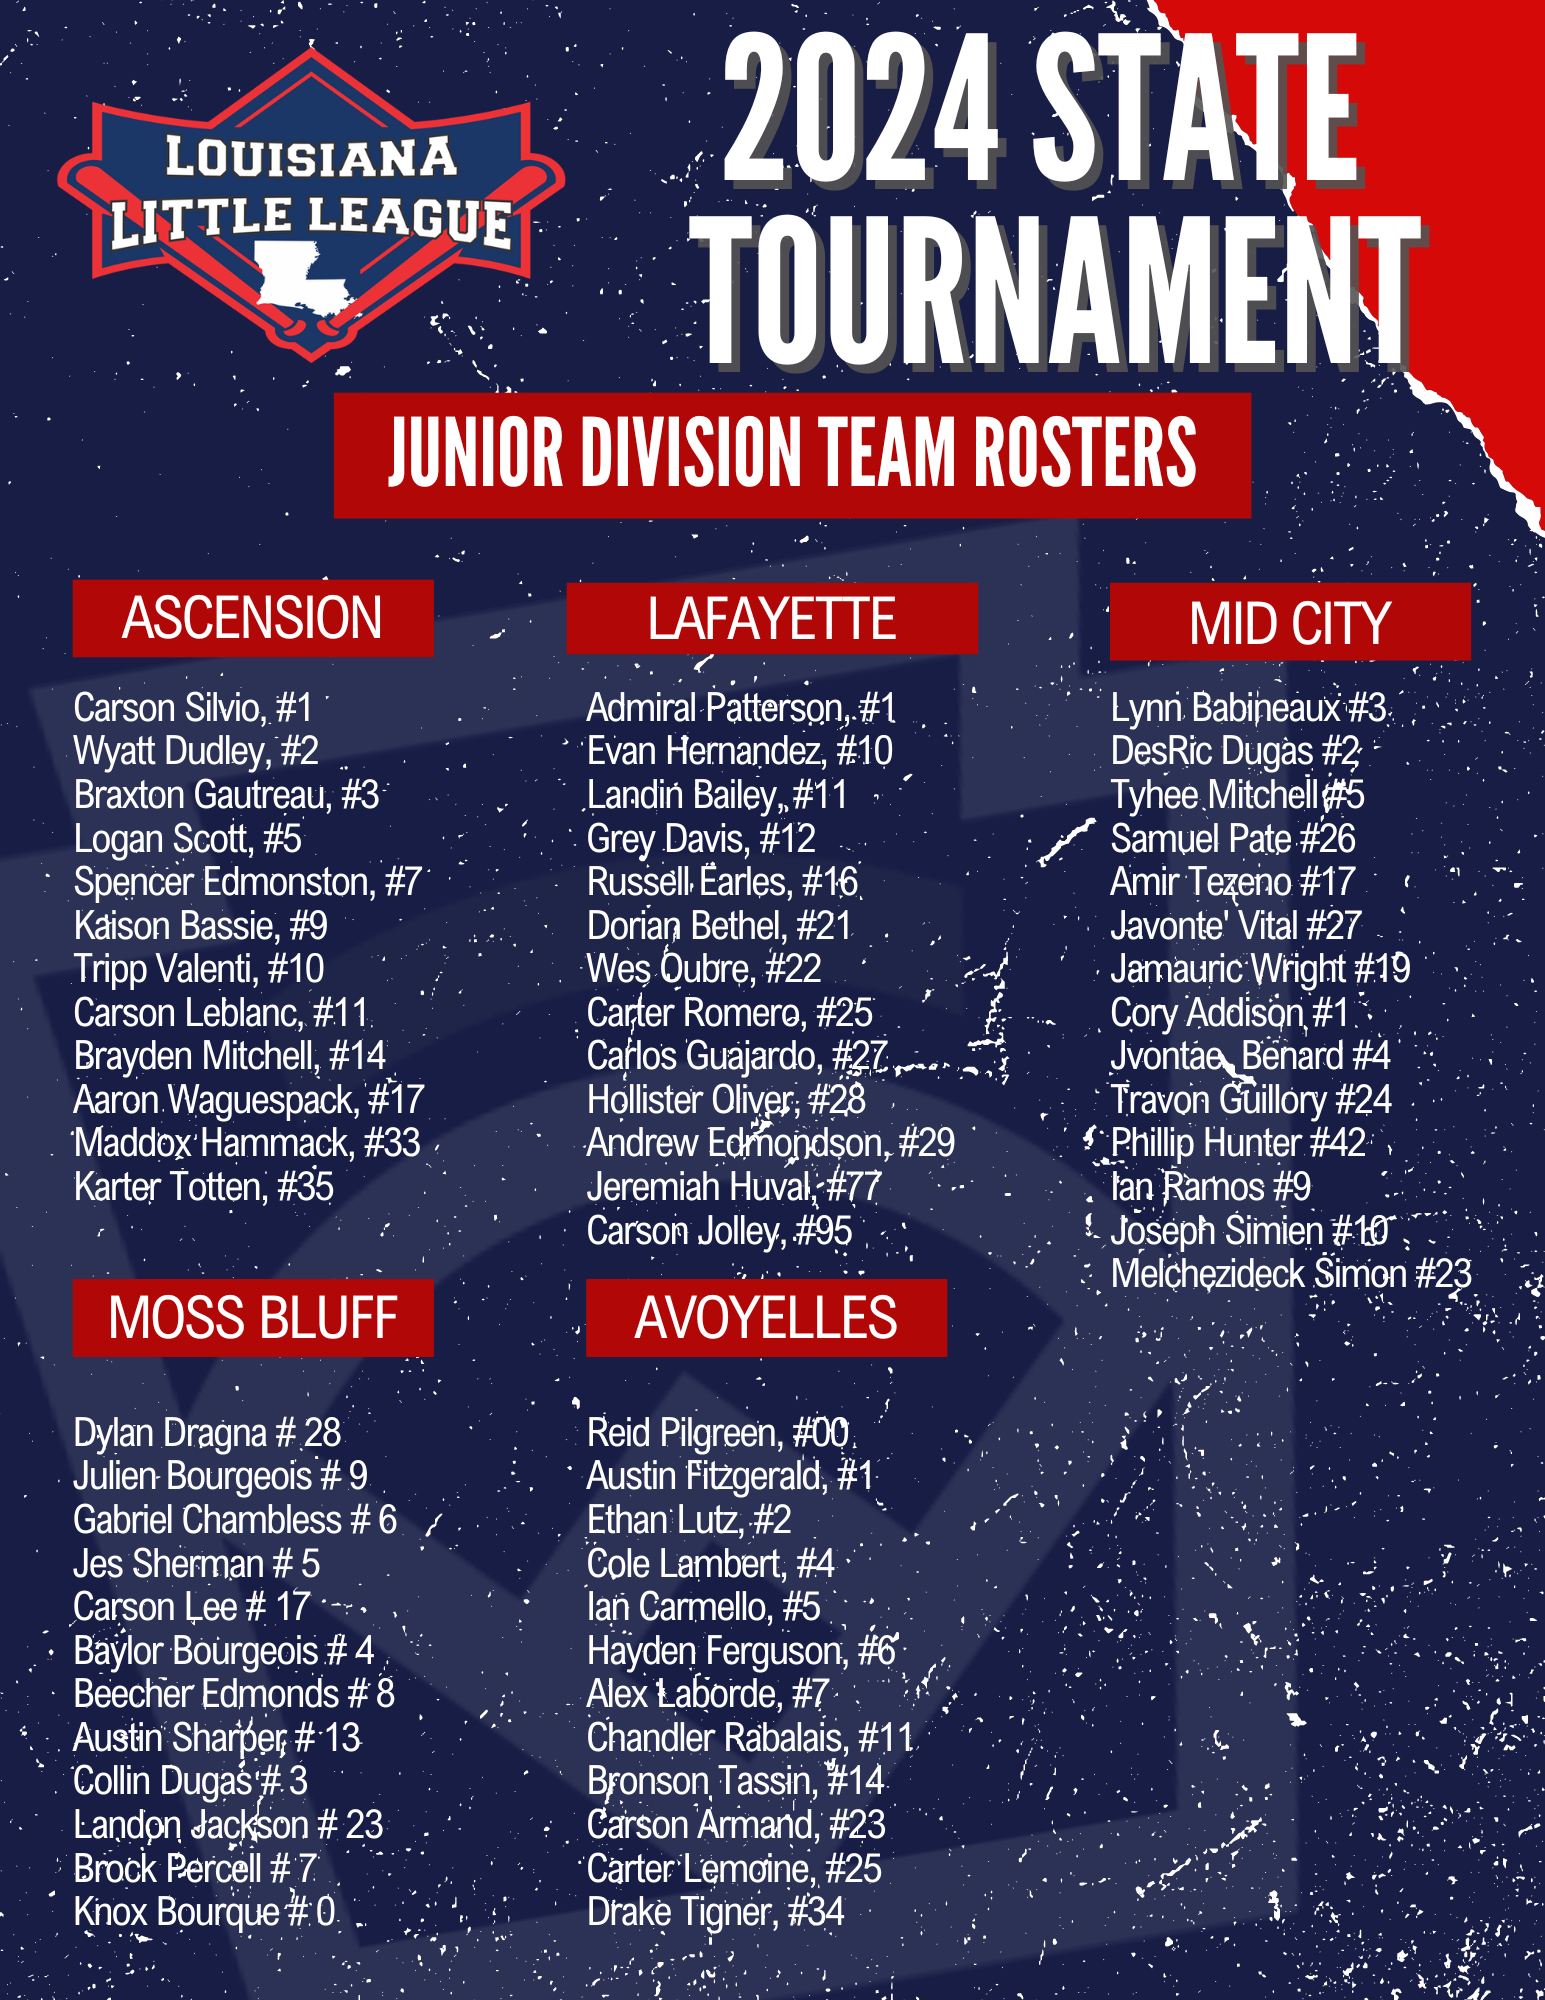 LOUISIANA
LITTLE LEAGUE
2024 STATE
TOURNAMENT
JUNIOR DIVISION TEAM ROSTERS
ASCENSION
Carson Silvio, #1
Wyatt Dudley, #2
Braxton Gautreau, #3
Logan Scott, #5
Spencer Edmonston, #7
Kaison Bassie, #9
Tripp Valenti, #10
Carson Leblanc, #11
Brayden Mitchell, #14
Aaron Waguespack, #17
Maddox Hammack, #33
Karter Totten, #35
LAFAYETTE
Admiral Patterson, #1
Evan Hernandez, #10
Landin Bailey, #11
Grey Davis, #12
Russell Earles, #16
Dorian Bethel, #21
Wes Oubre, #22
Carter Romero, #25
Carlos Guajardo, #27
Hollister Oliver, #28
Andrew Edmondson, #29
Jeremiah Huval, #77
Carson Jolley, #95
MID CITY
Lynn Babineaux #3
DesRic Dugas #2
Tyhee Mitchell #5
Samuel Pate #26
Amir Tezeno #17
Javonte' Vital #27
Jamauric Wright #19
Cory Addison #1
Jvontae Benard #4
Travon Guillory #24
Phillip Hunter #42
Ian Ramos #9
Joseph Simien #10
Melchezideck Simon #23
MOSS BLUFF
Dylan Dragna # 28
Julien Bourgeois # 9
Gabriel Chambless # 6
Jes Sherman # 5
Carson Lee # 17
Baylor Bourgeois # 4
Beecher Edmonds # 8
Austin Sharper # 13
Collin Dugas # 3
Landon Jackson # 23
Brock Percell # 7
Knox Bourque # 0
AVOYELLES
Reid Pilgreen, #00
Austin Fitzgerald, #1
Ethan Lutz, #2
Cole Lambert, #4
Ian Carmello, #5
Hayden Ferguson, #6
Alex Laborde, #7
Chandler Rabalais, #11
Bronson Tassin, #14
Carson Armand, #23
Carter Lemoine, #25
Drake Tigner, #34